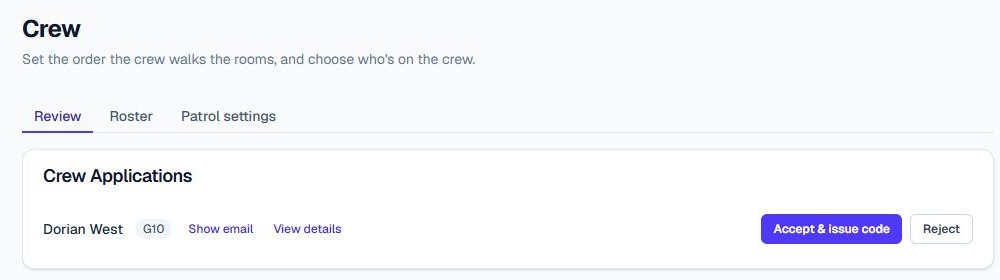 Crew
Set the order the crew walks the rooms, and choose who's on the crew.
Review Roster Patrol settings
Crew Applications
Dorian West G10 Show email View details Accept & issue code Reject